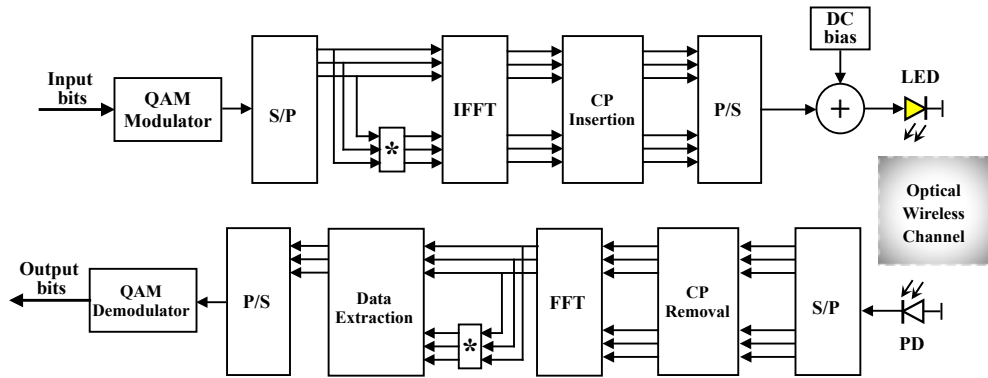 DC
bias
Input
bits
QAM
Modulator
S/P
*
IFFT
CP
Insertion
P/S
+
LED
Optical
Wireless
Channel
Output
bits
QAM
Demodulator
P/S
Data
Extraction
*
FFT
CP
Removal
S/P
PD